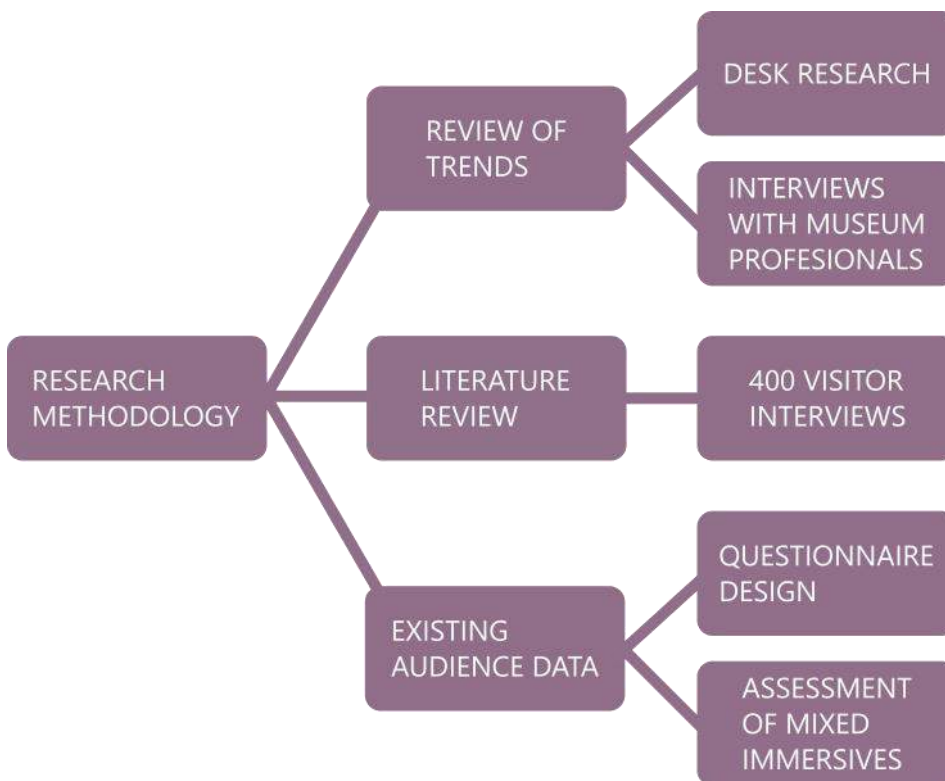 RESEARCH
METHODOLOGY
REVIEW OF
TRENDS
DESK RESEARCH
INTERVIEWS
WITH MUSEUM
PROFESIONALS
LITERATURE
REVIEW
400 VISITOR
INTERVIEWS
EXISTING
AUDIENCE DATA
QUESTIONNAIRE
DESIGN
ASSESSMENT
OF MIXED
IMMERSIVES